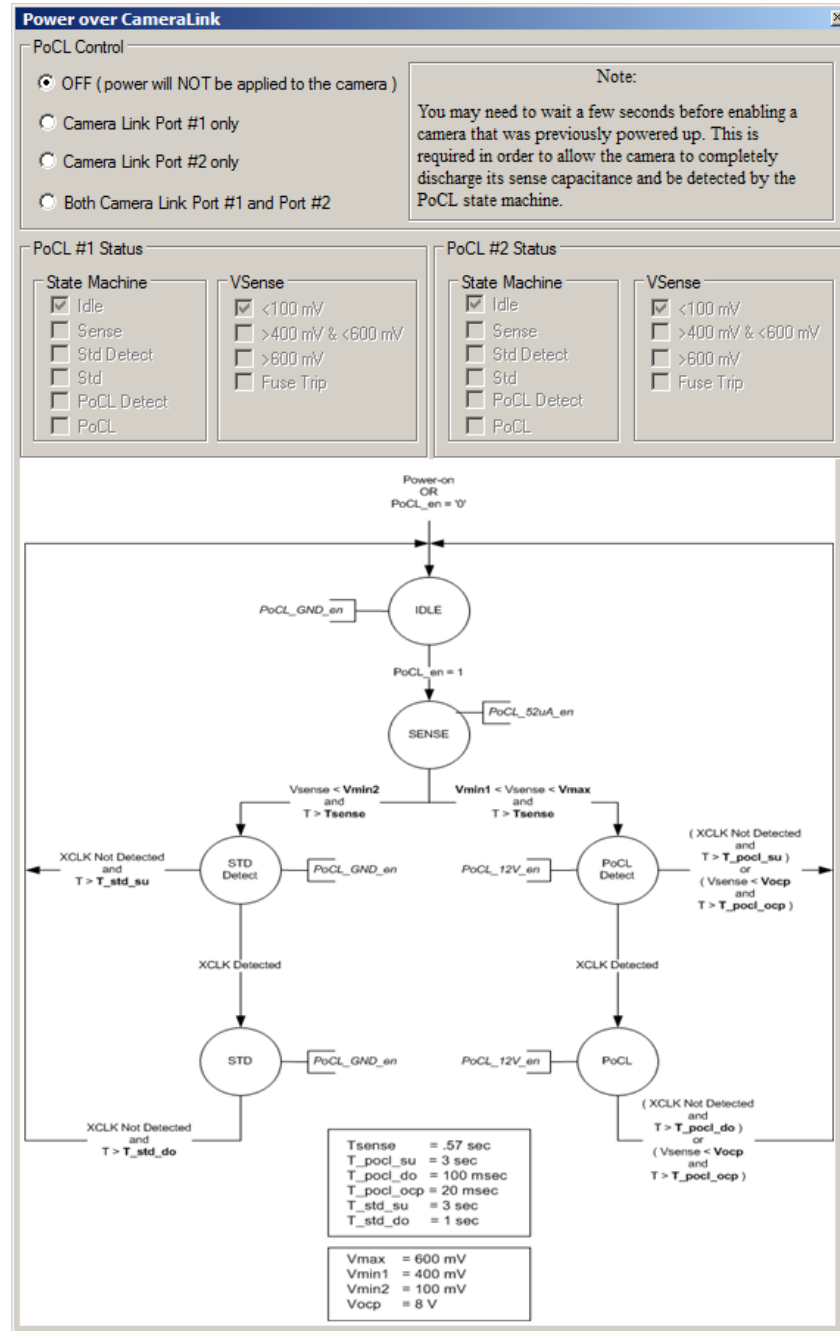 Power over CameraLink
PoCL Control
OFF ( power will NOT be applied to the camera )
Camera Link Port #1 only
Camera Link Port #2 only
Both Camera Link Port #1 and Port #2
Note:
You may need to wait a few seconds before enabling a
camera that was previously powered up. This is
required in order to allow the camera to completely
discharge its sense capacitance and be detected by the
PoCL state machine.
PoCL #1 Status
State Machine
Idle
Sense
Std Detect
Std
PoCL Detect
PoCL
VSense
<100 mV
>400 mV & <600 mV
>600 mV
Fuse Trip
PoCL #2 Status
State Machine
Idle
Sense
Std Detect
Std
PoCL Detect
PoCL
VSense
<100 mV
>400 mV & <600 mV
>600 mV
Fuse Trip
Power-on
OR
PoCL_en = '0'
PoCL_GND_en
IDLE
PoCL_en = 1
SENSE
PoCL_52uA_en
Vsense < Vmin2
and
T > Tsense
Vmin1 < Vsense < Vmax
and
T > Tsense
XCLK Not Detected
and
T > T_std_su
STD
Detect
PoCL_GND_en
PoCL_12V_en
PoCL
Detect
( XCLK Not Detected
and
T > T_pocl_su )
or
( Vsense < Vocp
and
T > T_pocl_ocp )
XCLK Detected
XCLK Detected
STD
PoCL_GND_en
PoCL_12V_en
PoCL
XCLK Not Detected
and
T > T_std_do
( XCLK Not Detected
and
T > T_pocl_do )
or
( Vsense < Vocp
and
T > T_pocl_ocp )
Tsense = .57 sec
T_pocl_su = 3 sec
T_pocl_do = 100 msec
T_pocl_ocp = 20 msec
T_std_su = 3 sec
T_std_do = 1 sec
Vmax = 600 mV
Vmin1 = 400 mV
Vmin2 = 100 mV
Vocp = 8 V